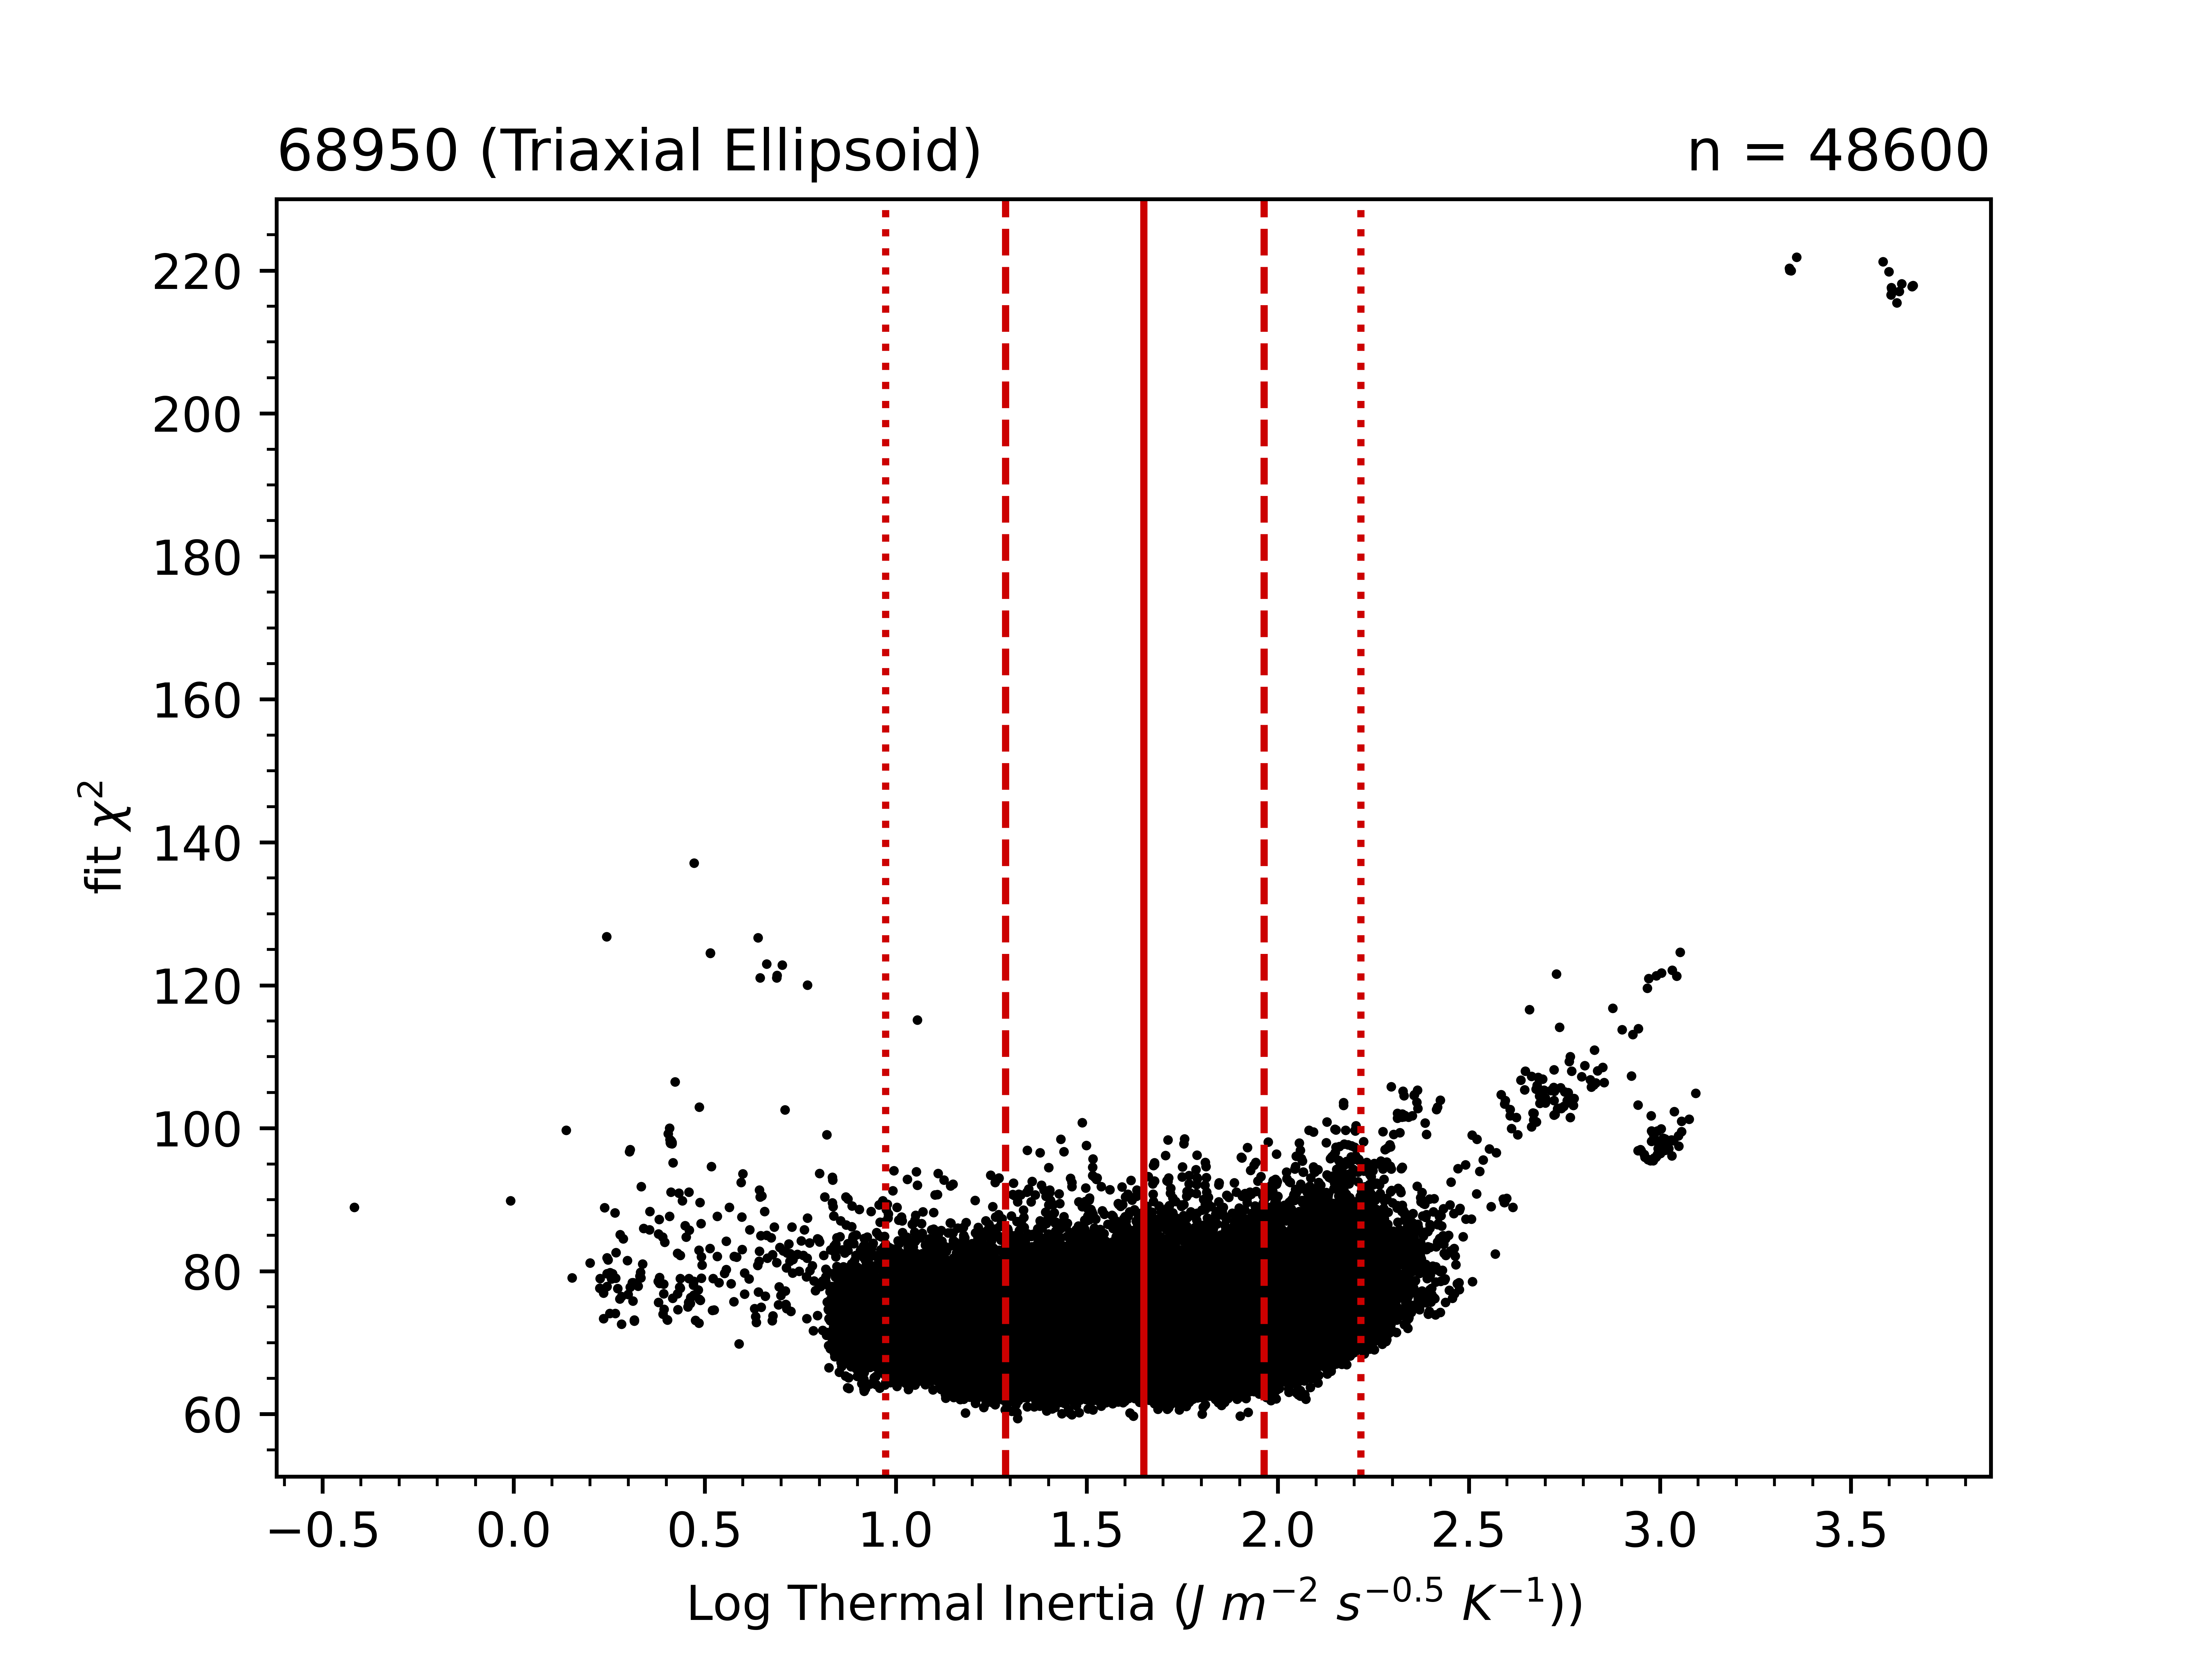 68950 (Triaxial Ellipsoid) n = 48600
220
200
180
160
140
120
100
80
60
fit χ²
−0.5 0.0 0.5 1.0 1.5 2.0 2.5 3.0 3.5
Log Thermal Inertia (J m⁻² s⁻⁰·⁵ K⁻¹))